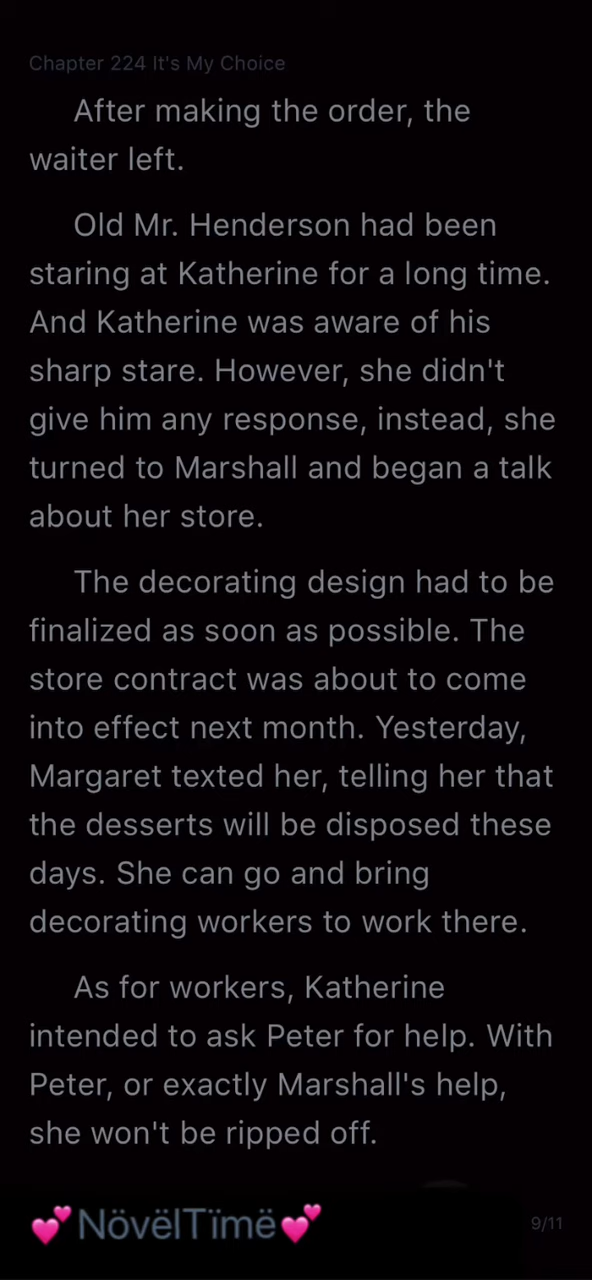 Chapter 224 It's My Choice
After making the order, the
waiter left.
Old Mr. Henderson had been
staring at Katherine for a long time.
And Katherine was aware of his
sharp stare. However, she didn't
give him any response, instead, she
turned to Marshall and began a talk
about her store.
The decorating design had to be
finalized as soon as possible. The
store contract was about to come
into effect next month. Yesterday,
Margaret texted her, telling her that
the desserts will be disposed these
days. She can go and bring
decorating workers to work there.
As for workers, Katherine
intended to ask Peter for help. With
Peter, or exactly Marshall's help,
she won't be ripped off.
💕NövëlTïmë💕
9/11